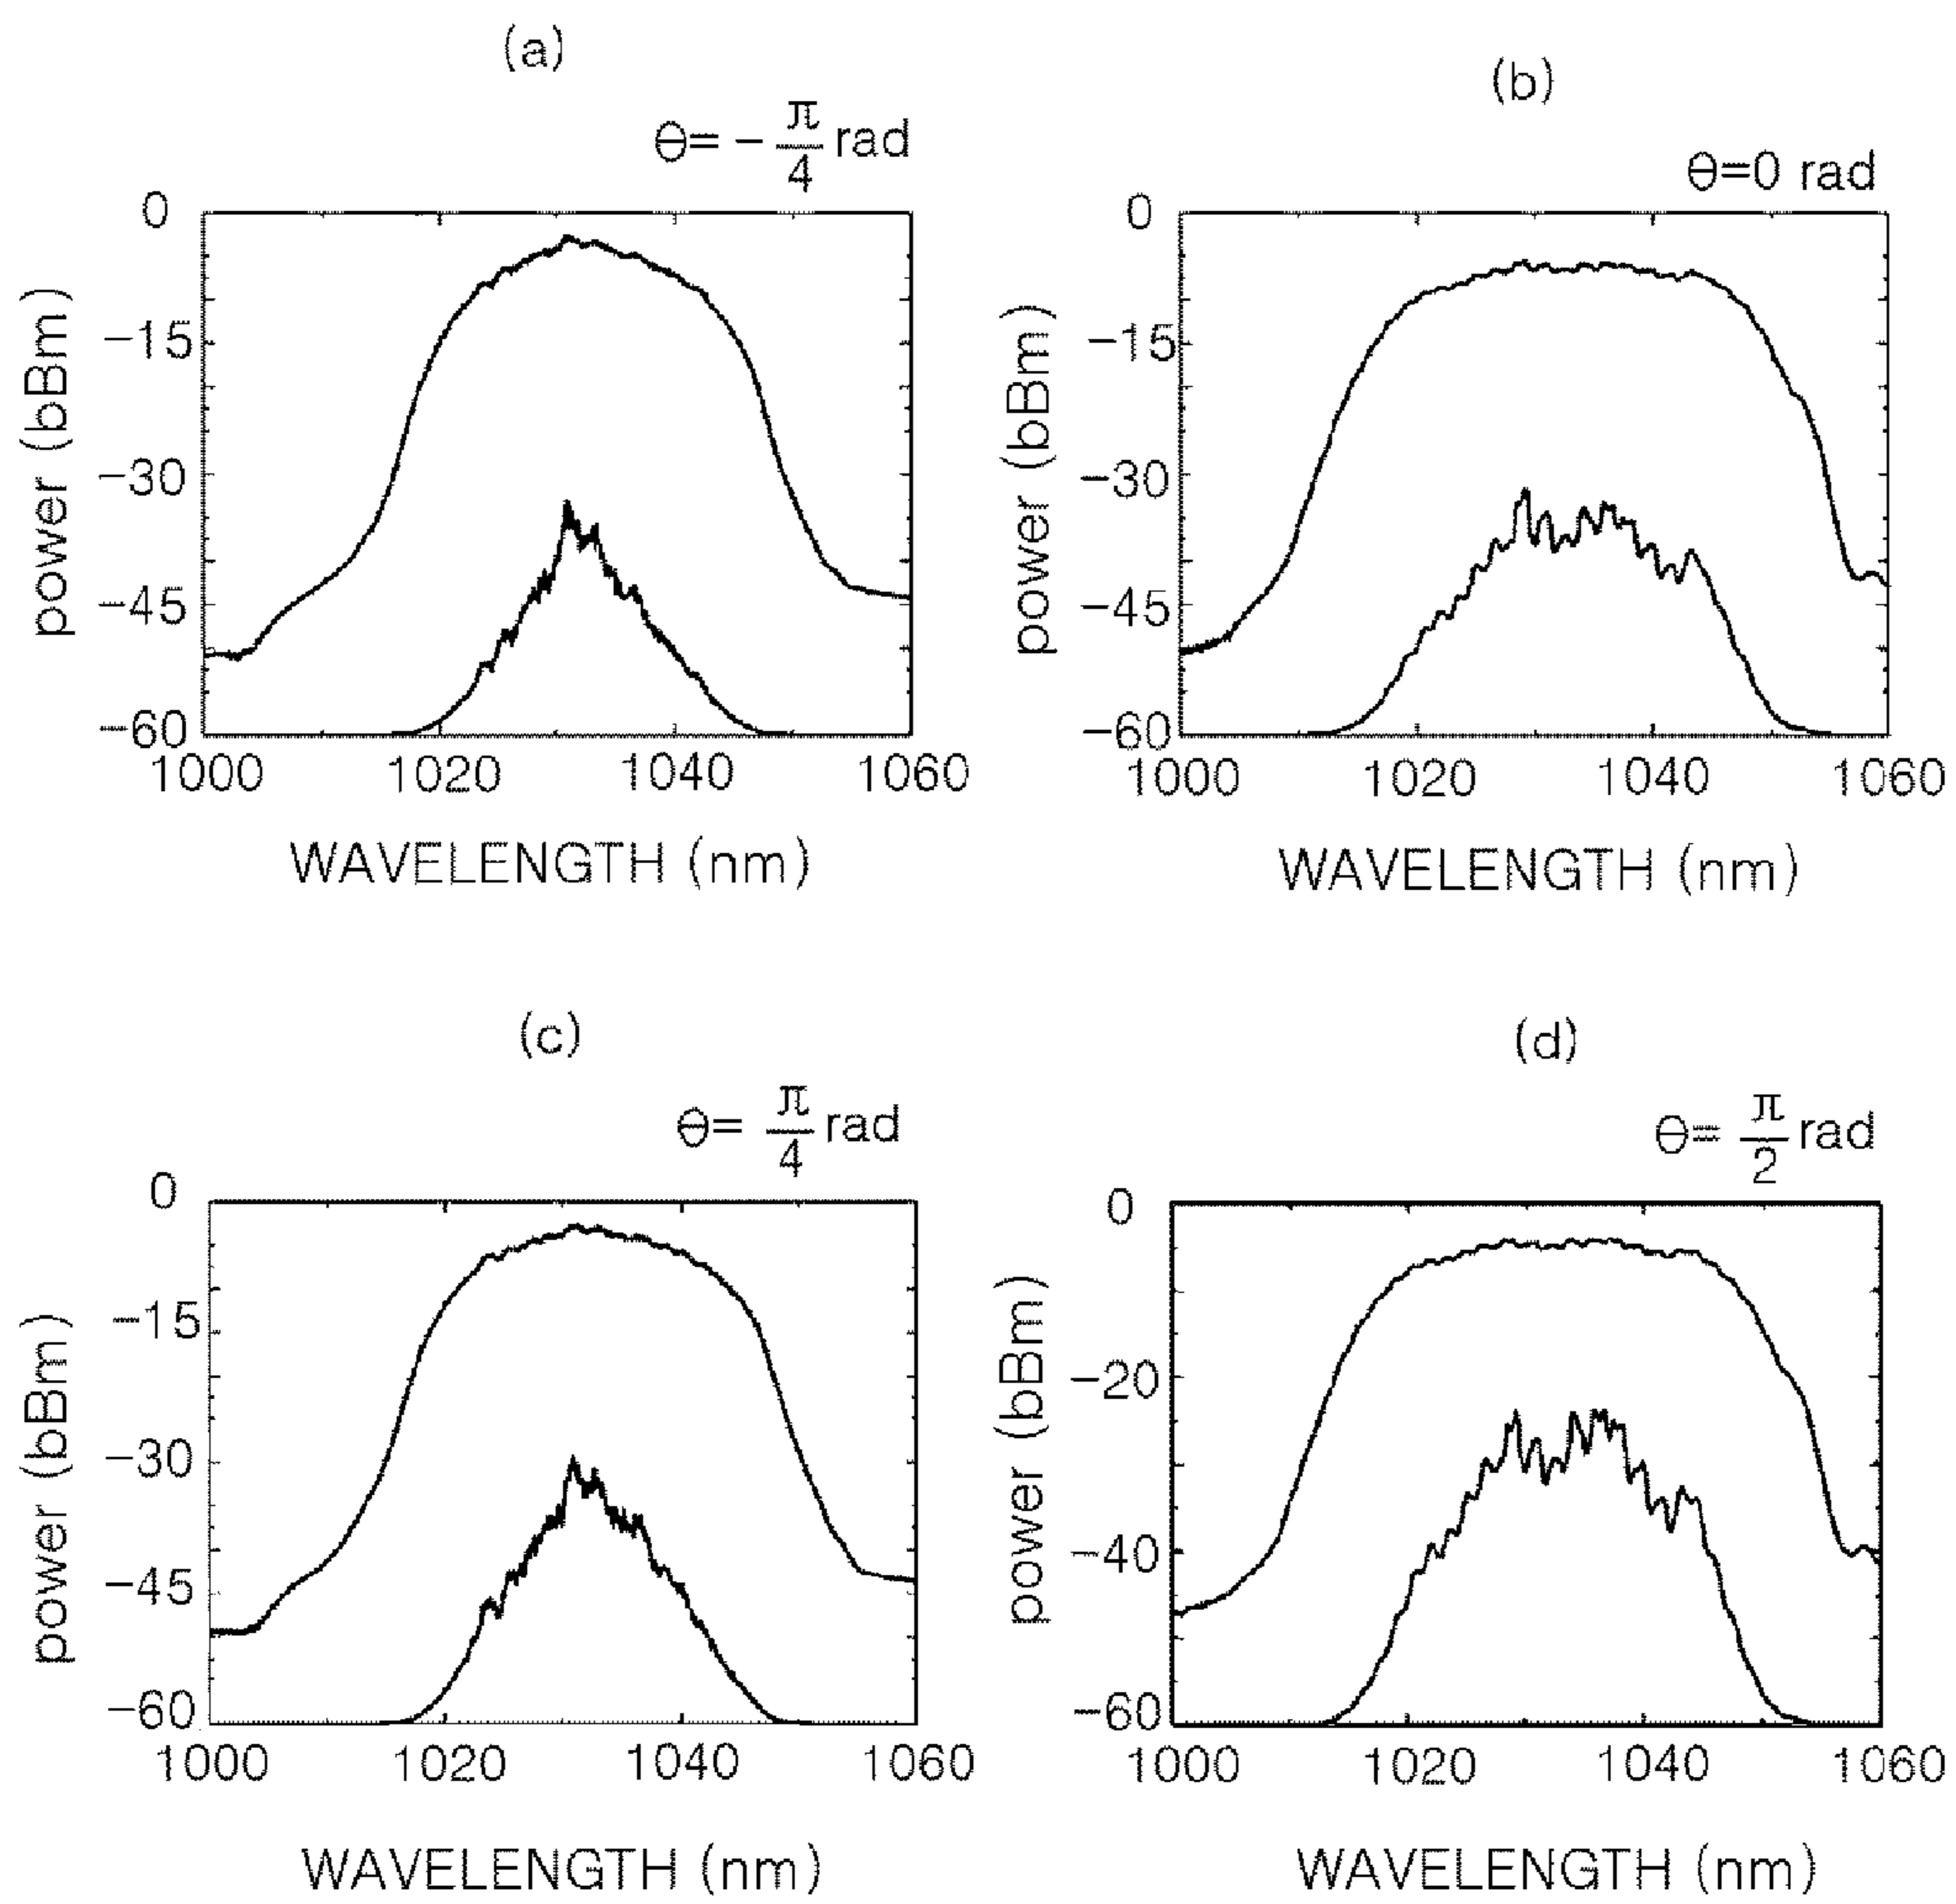 (a)
θ= − π/4 rad
power (bBm)
0
−15
−30
−45
−60
1000 1020 1040 1060
WAVELENGTH (nm)
(b)
θ=0 rad
power (bBm)
0
−15
−30
−45
−60
1000 1020 1040 1060
WAVELENGTH (nm)
(c)
θ= π/4 rad
power (bBm)
0
−15
−30
−45
−60
1000 1020 1040 1060
WAVELENGTH (nm)
(d)
θ= π/2 rad
power (bBm)
0
−20
−40
−60
1000 1020 1040 1060
WAVELENGTH (nm)